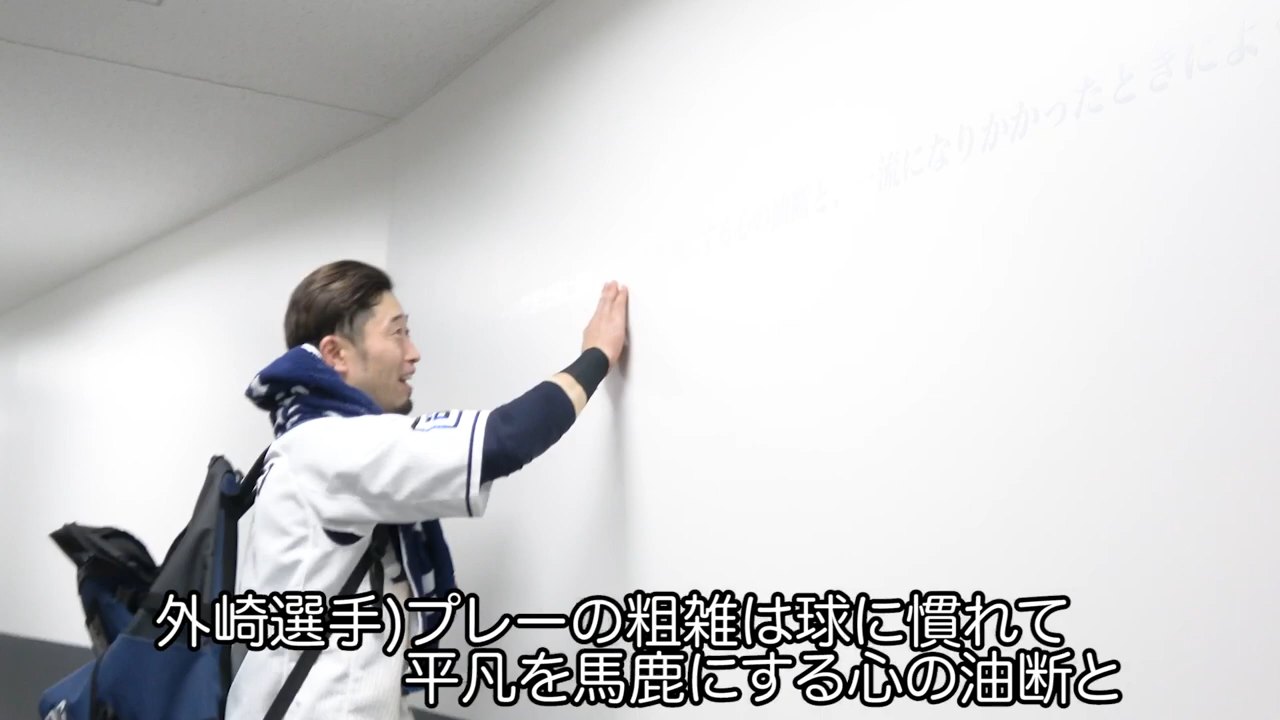 一流になりかかったときによ
外崎選手)プレーの粗雑は球に慣れて
平凡を馬鹿にする心の油断と